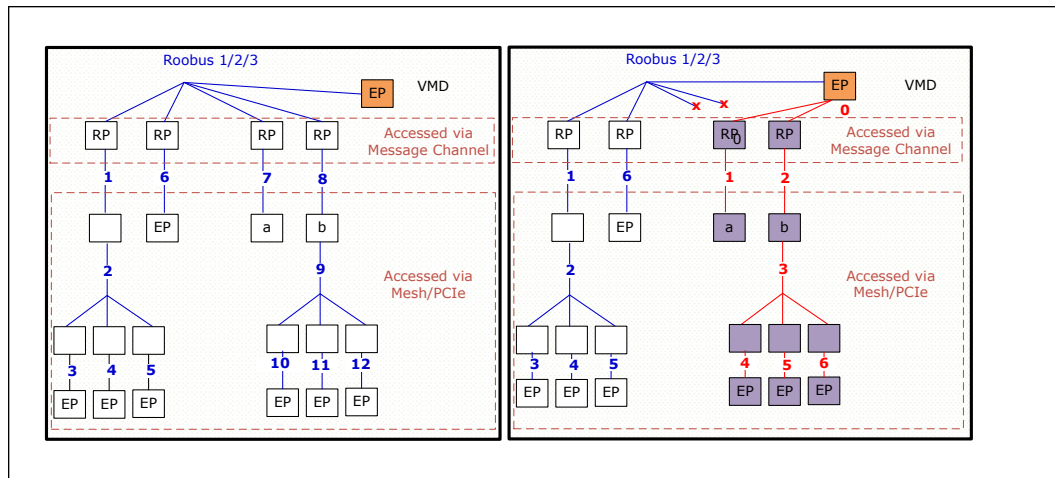 Roobus 1/2/3
EP
VMD
RP
RP
RP
RP
Accessed via
Message Channel
1
6
7
8
EP
a
b
2
9
Accessed via
Mesh/PCIe
3
4
5
10
11
12
EP
EP
EP
EP
EP
EP
Roobus 1/2/3
EP
VMD
x
x
0
RP
RP
RP
0
RP
Accessed via
Message Channel
1
6
1
2
EP
a
b
2
3
Accessed via
Mesh/PCIe
3
4
5
4
5
6
EP
EP
EP
EP
EP
EP